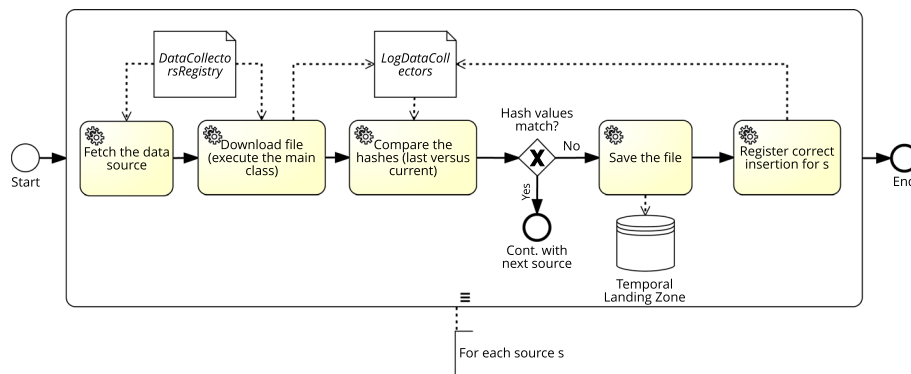 DataCollecto
rsRegistry
LogDataColl
ectors
Start
Fetch the data
source
Download file
(execute the main
class)
Compare the
hashes (last versus
current)
Hash values
match?
No
Yes
Cont. with
next source
Save the file
Temporal
Landing Zone
Register correct
insertion for s
End
For each source s